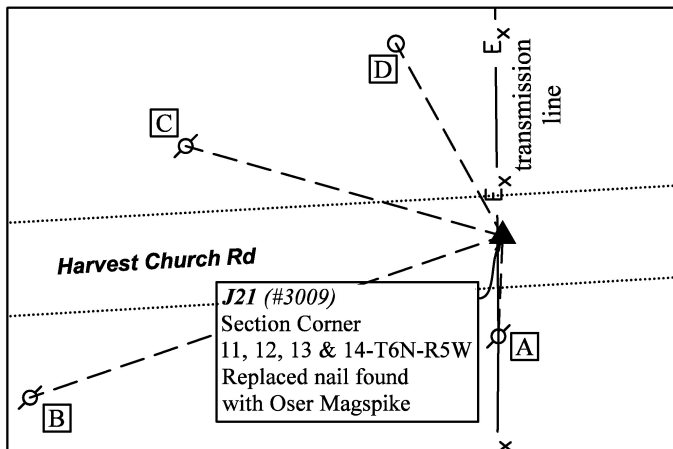 E
x
D
transmission
line
C
E
x
Harvest Church Rd
J21 (#3009)
Section Corner
11, 12, 13 & 14-T6N-R5W
Replaced nail found
with Oser Magspike
A
B
x